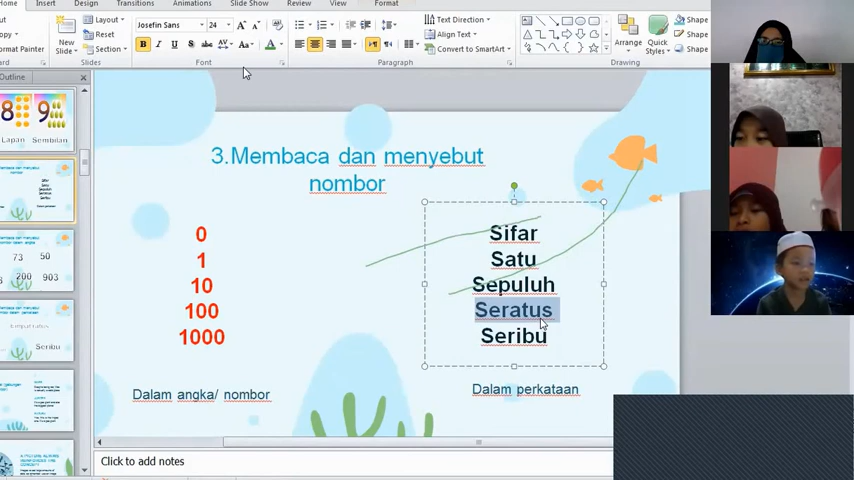 Home Insert Design Transitions Animations Slide Show Review View Format
Layout
Reset
Section
New
Slide
Format Painter
Josefin Sans 24
Font
Paragraph
Text Direction
Align Text
Convert to SmartArt
Arrange
Quick
Styles
Shape
Shape
Shape
Drawing
Outline
8 9
Lapan Sembilan
73 50
200 903
Seribu
3.Membaca dan menyebut
nombor
0
1
10
100
1000
Dalam angka/ nombor
Sifar
Satu
Sepuluh
Seratus
Seribu
Dalam perkataan
Click to add notes